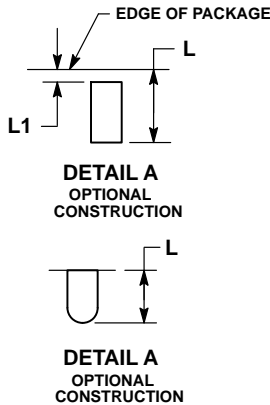 EDGE OF PACKAGE
L
L1
DETAIL A
OPTIONAL
CONSTRUCTION
L
DETAIL A
OPTIONAL
CONSTRUCTION